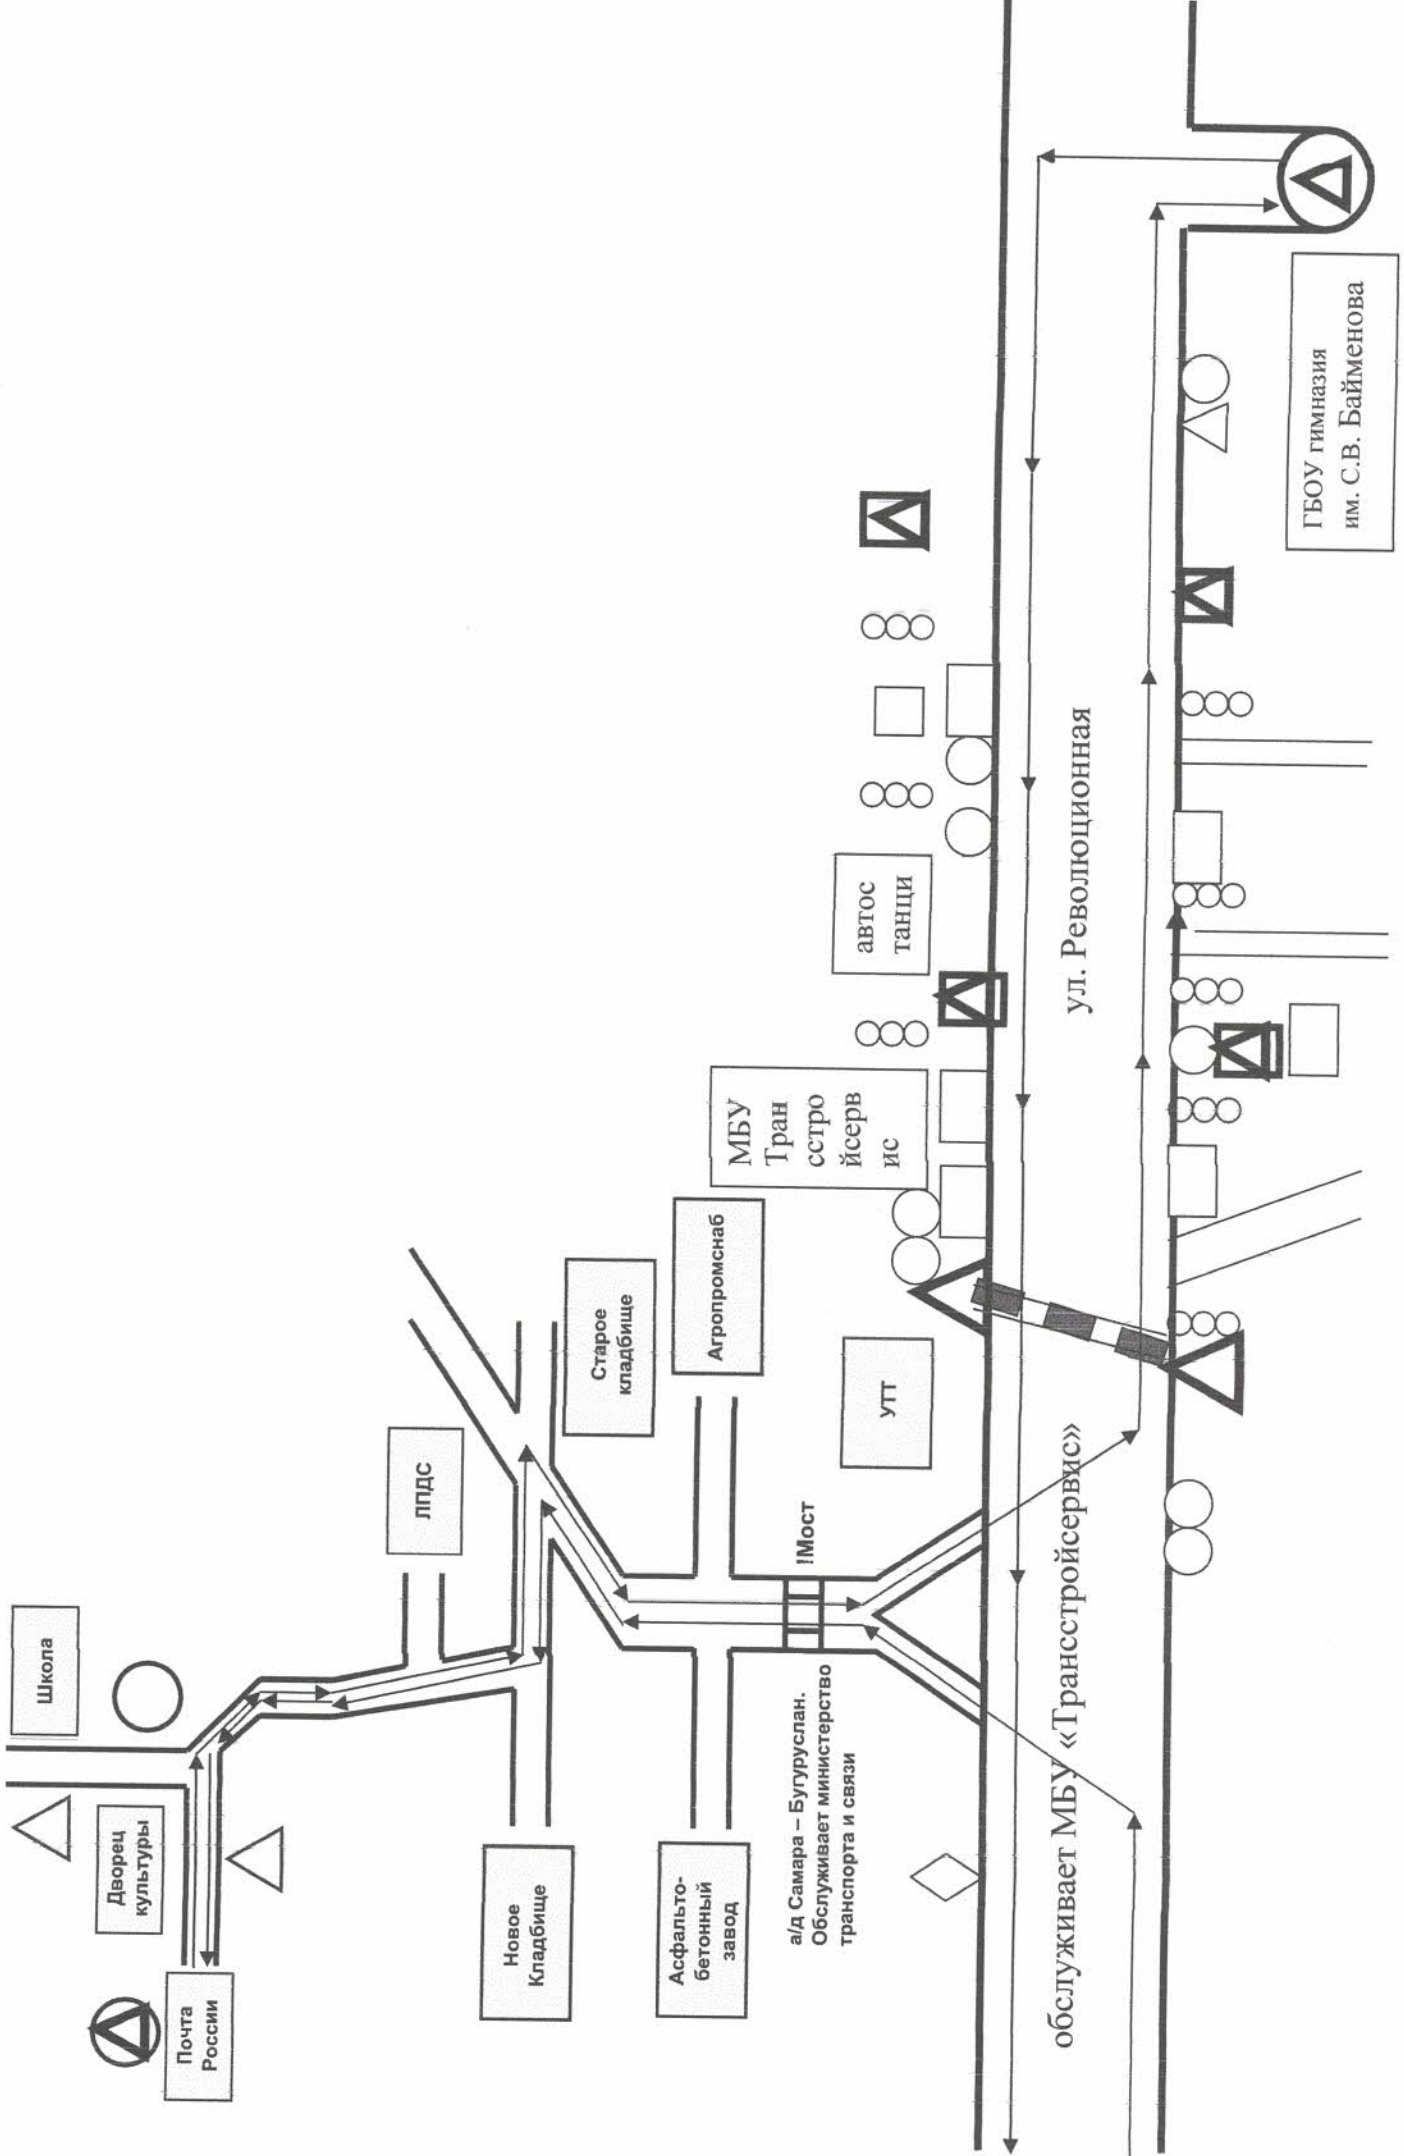 Школа
Дворец
культуры
Почта
России
ЛПДС
Новое
Кладбище
Старое
кладбище
Агропромснаб
Асфальто-
бетонный
завод
!Мост
а/д Самара – Бугуруслан.
Обслуживает министерство
транспорта и связи
УТТ
МБУ
Тран
сстро
йсерв
ис
автос
танци
ул. Революционная
обслуживает МБУ «Трансстройсервис»
ГБОУ гимназия
им. С.В. Байменова